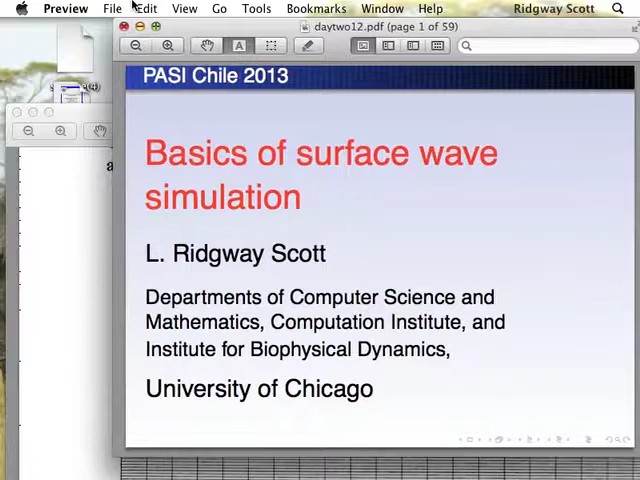 Preview File Edit View Go Tools Bookmarks Window Help Ridgway Scott
daytwo12.pdf (page 1 of 59)
A
PASI Chile 2013
Basics of surface wave
simulation
L. Ridgway Scott
Departments of Computer Science and
Mathematics, Computation Institute, and
Institute for Biophysical Dynamics,
University of Chicago